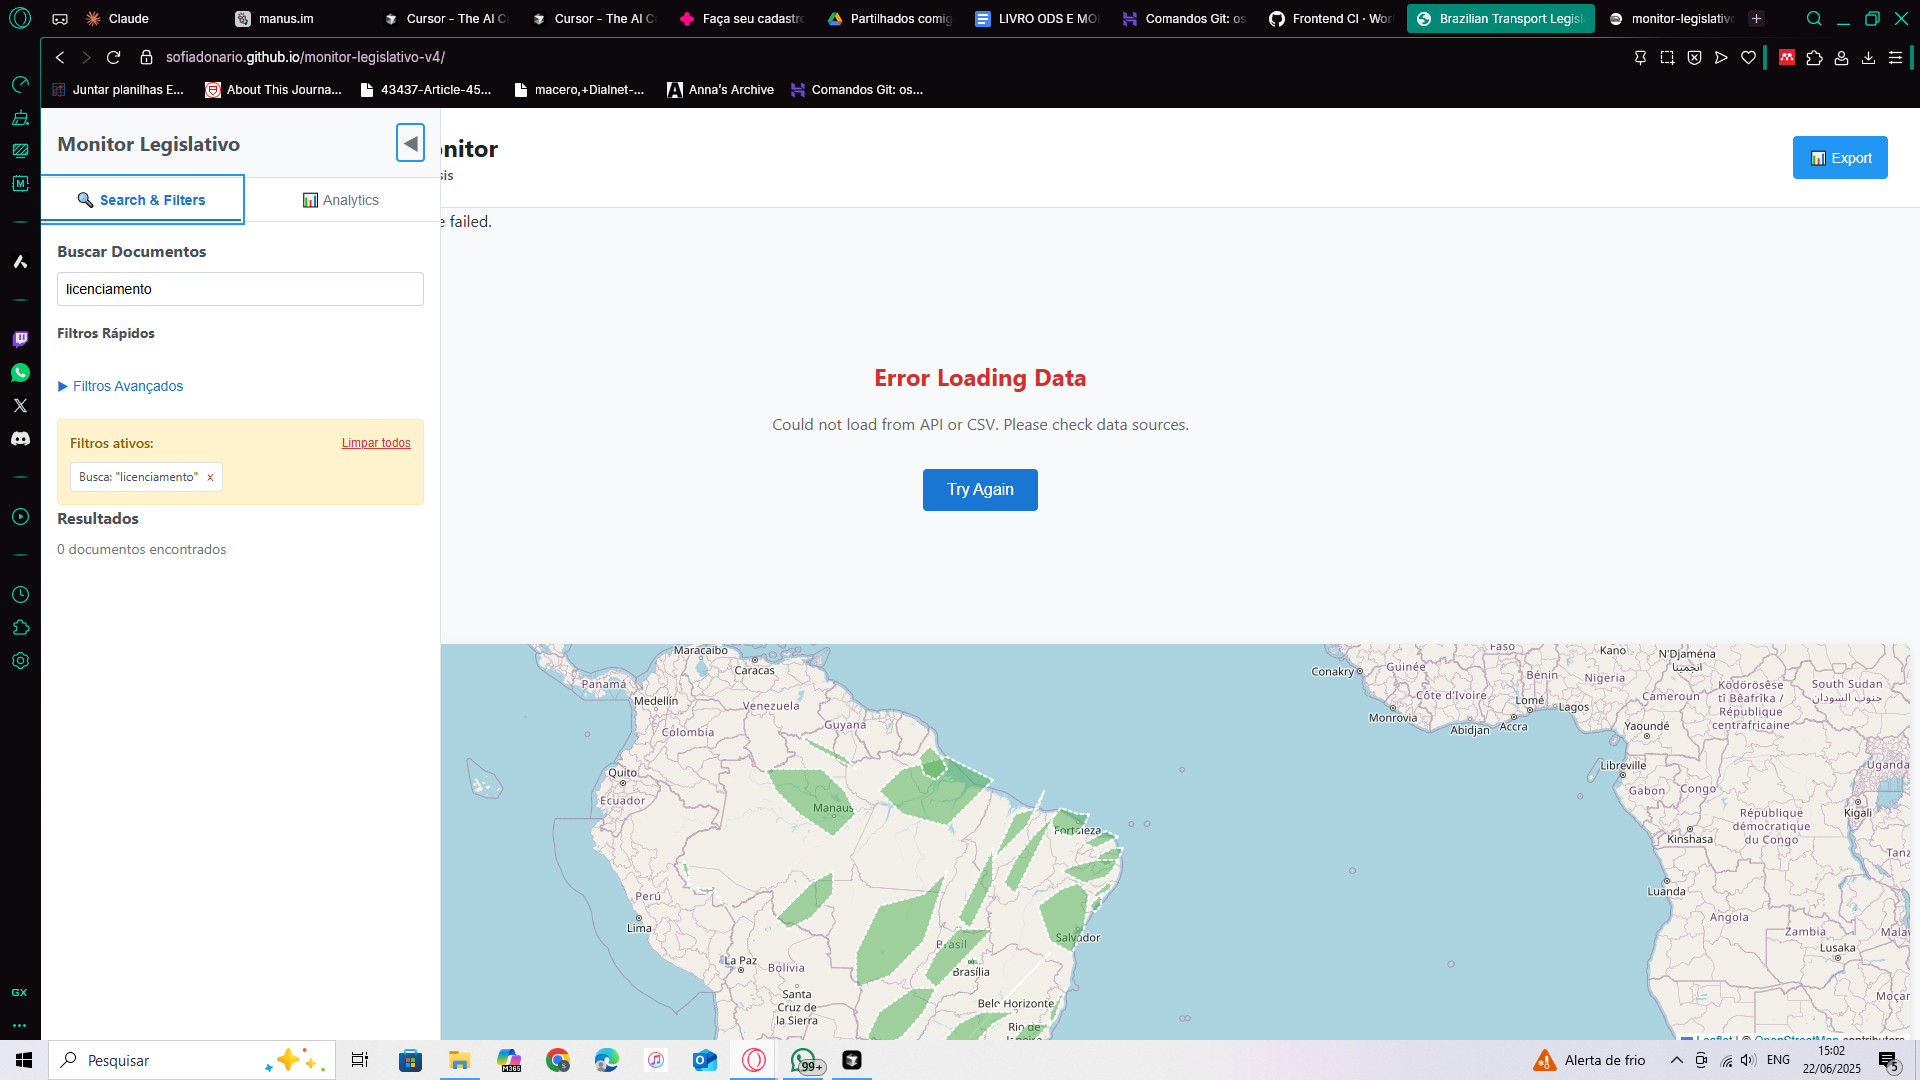 Claude
manus.im
Cursor - The AI C
Cursor - The AI C
Faça seu cadastro
Partilhados comig
LIVRO ODS E MO
Comandos Git: os
Frontend CI · Wor
Brazilian Transport Legisl
monitor-legislativ
sofiadonario.github.io/monitor-legislativo-v4/
Juntar planilhas E...
About This Journa...
43437-Article-45...
macero,+Dialnet-...
Anna's Archive
Comandos Git: os...
Monitor Legislativo
◀
onitor
sis
📊 Export
🔍 Search & Filters
📊 Analytics
e failed.
Buscar Documentos
licenciamento
Filtros Rápidos
▶ Filtros Avançados
Filtros ativos:
Limpar todos
Busca: "licenciamento" x
Resultados
0 documentos encontrados
Error Loading Data
Could not load from API or CSV. Please check data sources.
Try Again
Maracaibo
Caracas
Panamá
Medellín
Venezuela
Guyana
Colombia
Quito
Ecuador
Manaus
Fortaleza
Perú
Lima
Brasil
Salvador
La Paz
Bolivia
Brasília
Santa
Cruz de
la Sierra
Belo Horizonte
Rio de
Janeiro
Conakry
Guinée
Faso
Kano
N'Djaména
انجمينا
Bénin
Nigeria
Côte d'Ivoire
Lomé
Lagos
Monrovia
Abidjan
Accra
Cameroun
Ködörösêse
tî Bêafrîka /
République
centrafricaine
South Sudan
جنوب السودان
Yaoundé
Libreville
Gabon
Congo
Uganda
Kigali
République
démocratique
du Congo
Kinshasa
Tanz
Luanda
Angola
Zambia
Malaw
Lusaka
Moçar
Leaflet | © OpenStreetMap contributors
GX
Pesquisar
M365
99+
Alerta de frio
ENG
15:02
22/06/2025
5